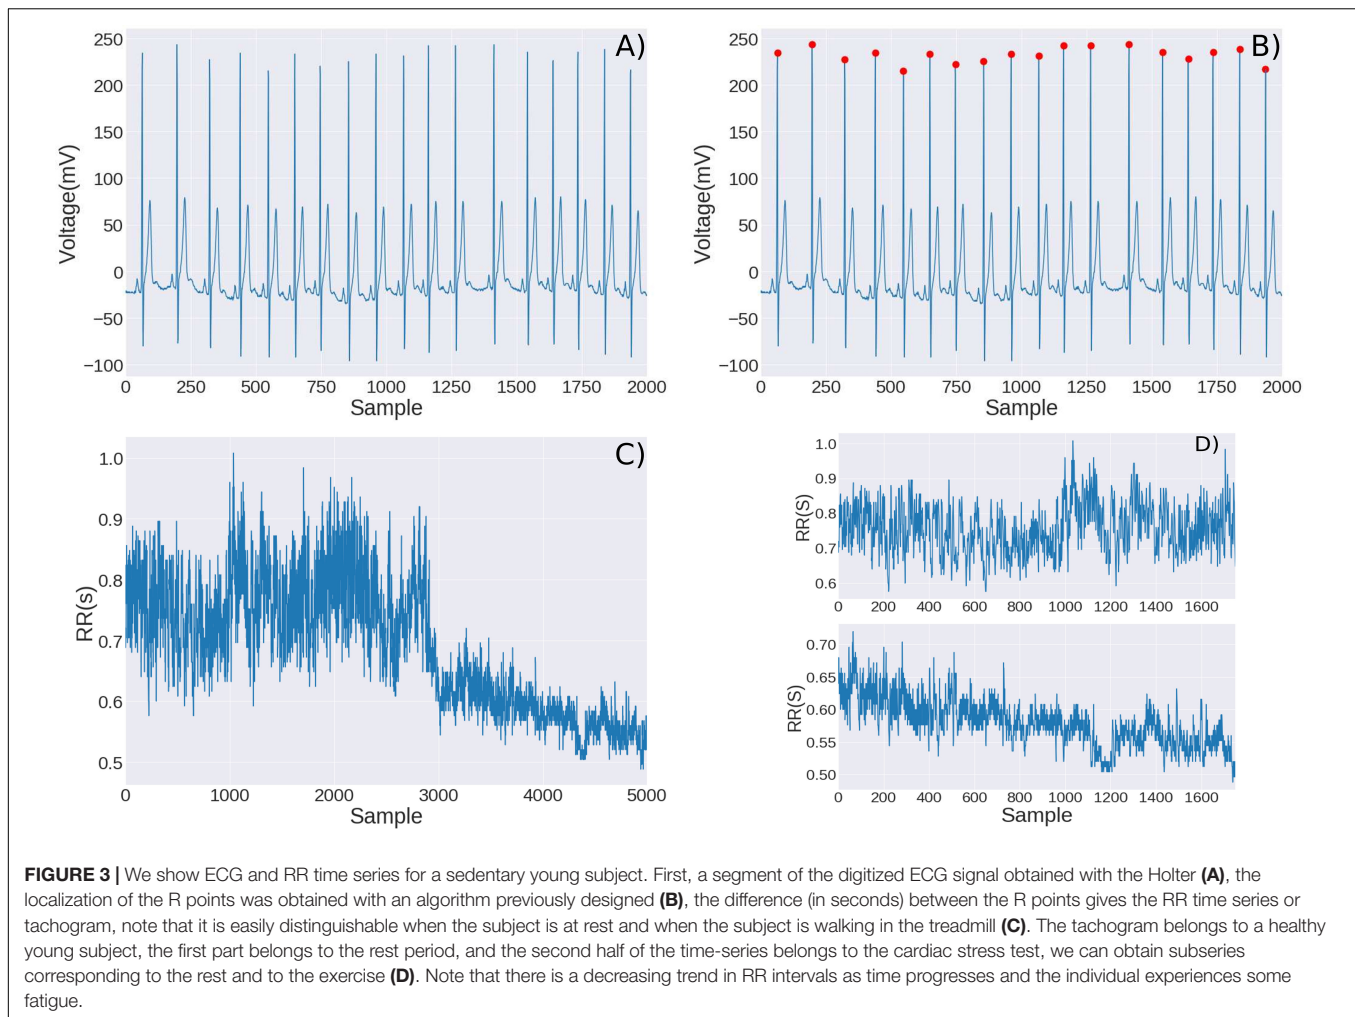 A)
250
200
150
100
50
0
−50
−100
Voltage(mV)
0 250 500 750 1000 1250 1500 1750 2000
Sample
B)
250
200
150
100
50
0
−50
−100
Voltage(mV)
0 250 500 750 1000 1250 1500 1750 2000
Sample
C)
1.0
0.9
0.8
0.7
0.6
0.5
RR(s)
0 1000 2000 3000 4000 5000
Sample
D)
1.0
0.9
0.8
0.7
0.6
RR(S)
0 200 400 600 800 1000 1200 1400 1600
0.70
0.65
0.60
0.55
0.50
RR(S)
0 200 400 600 800 1000 1200 1400 1600
Sample
FIGURE 3 | We show ECG and RR time series for a sedentary young subject. First, a segment of the digitized ECG signal obtained with the Holter (A), the
localization of the R points was obtained with an algorithm previously designed (B), the difference (in seconds) between the R points gives the RR time series or
tachogram, note that it is easily distinguishable when the subject is at rest and when the subject is walking in the treadmill (C). The tachogram belongs to a healthy
young subject, the first part belongs to the rest period, and the second half of the time-series belongs to the cardiac stress test, we can obtain subseries
corresponding to the rest and to the exercise (D). Note that there is a decreasing trend in RR intervals as time progresses and the individual experiences some
fatigue.